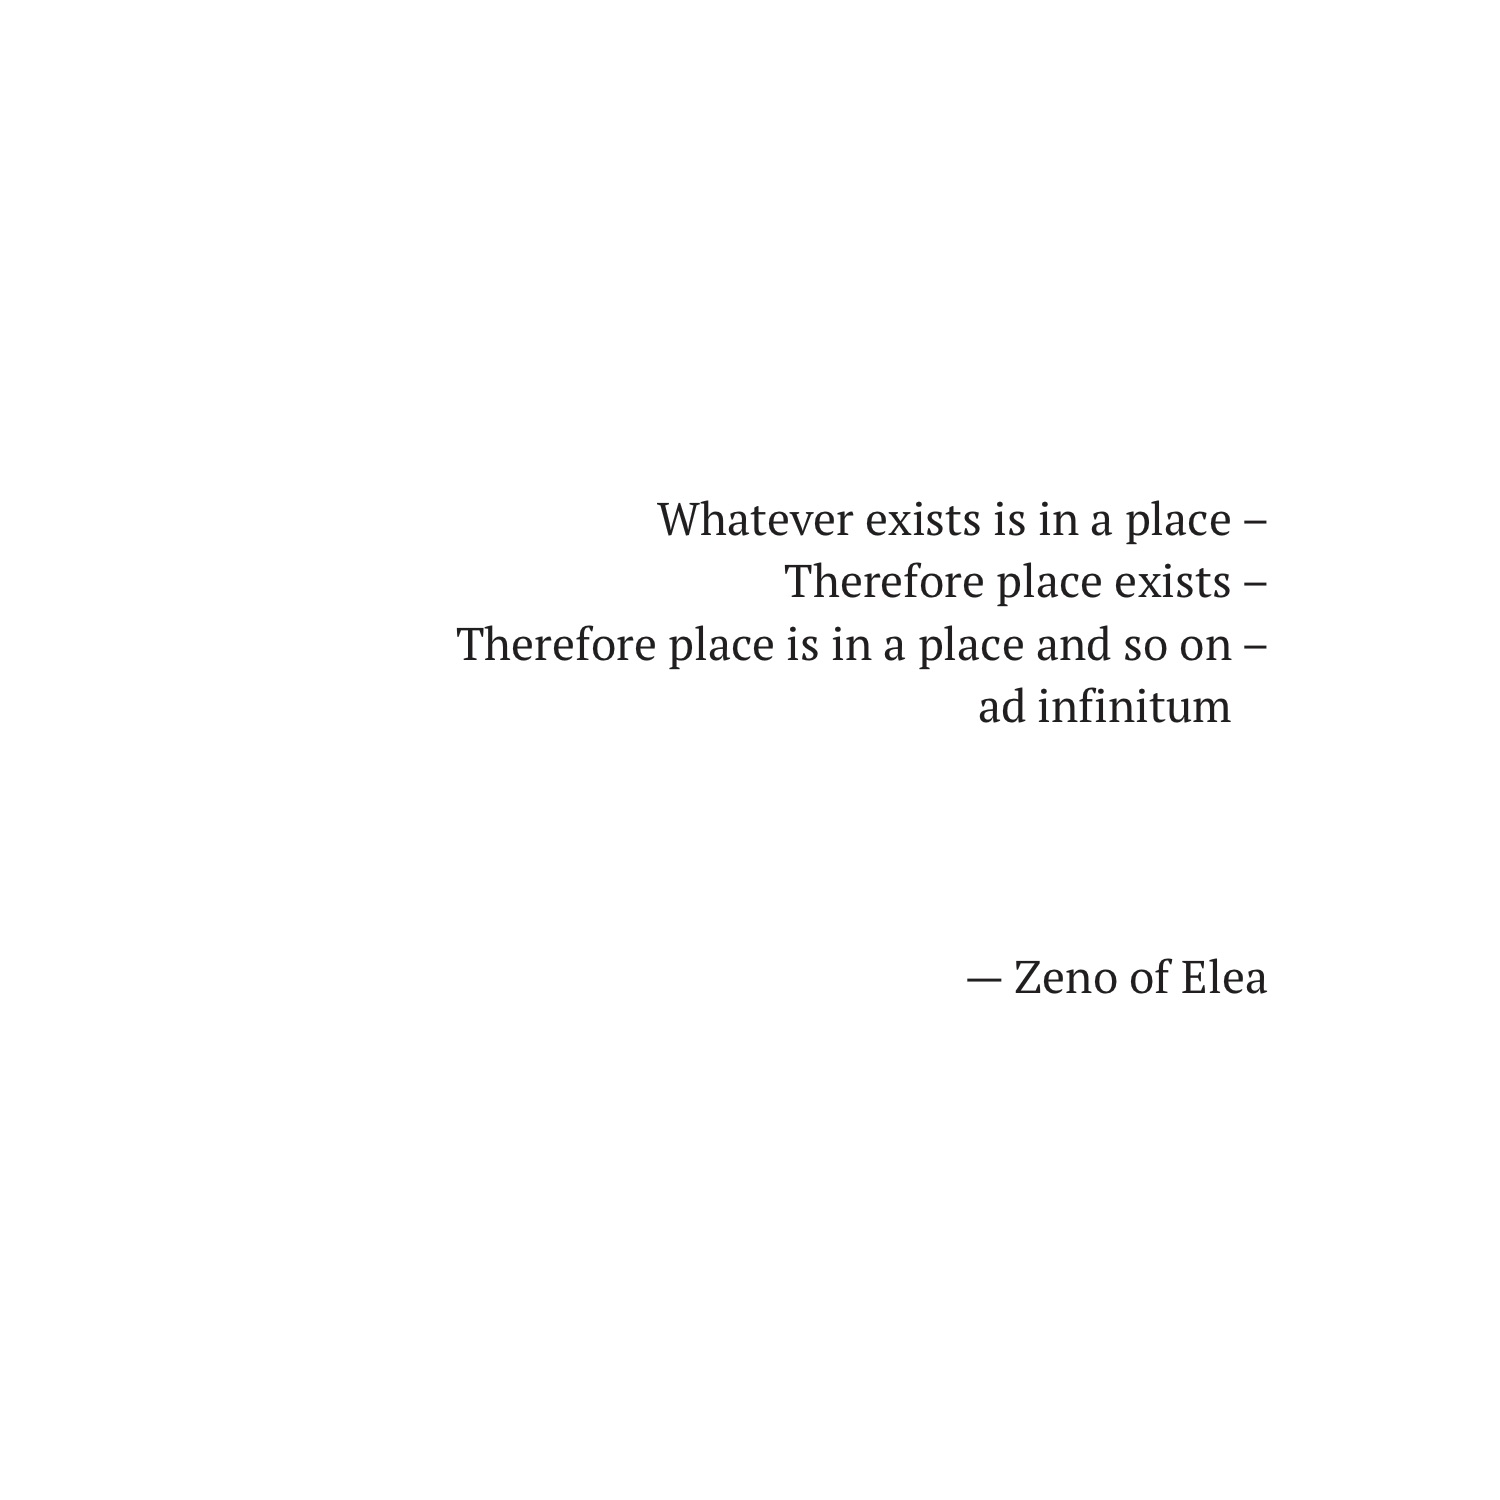 Whatever exists is in a place –
Therefore place exists –
Therefore place is in a place and so on –
ad infinitum
— Zeno of Elea